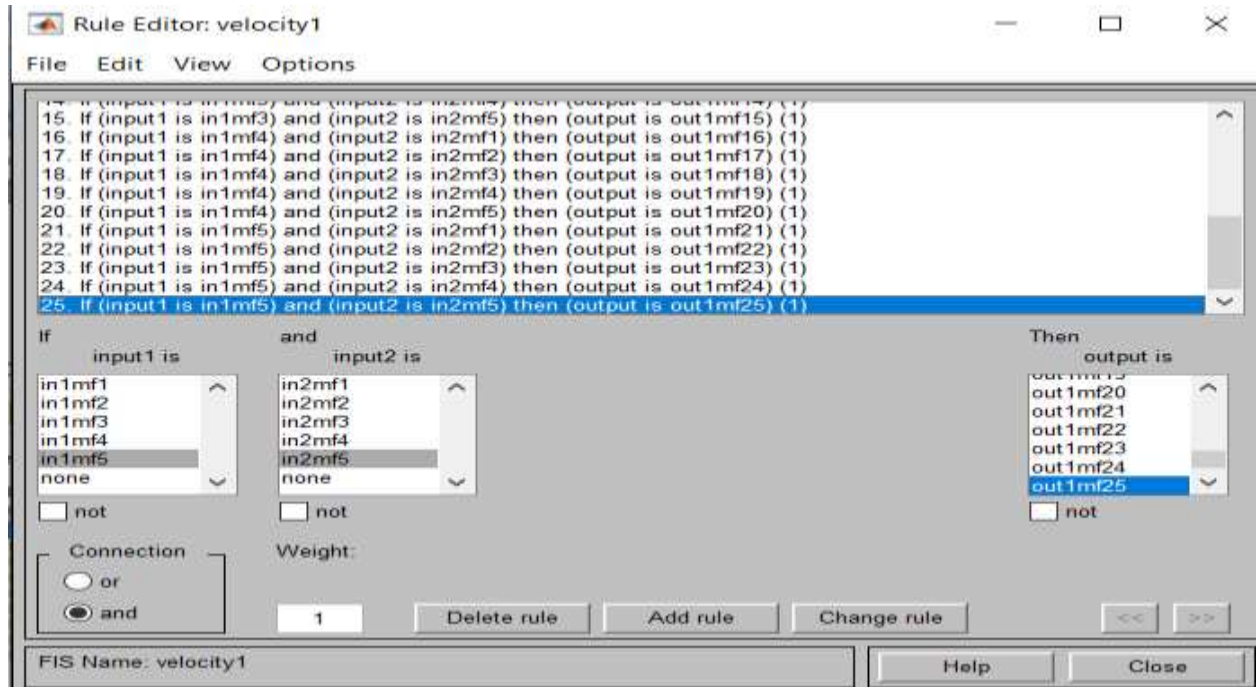 Rule Editor: velocity1
File Edit View Options
15. If (input1 is in1mf3) and (input2 is in2mf5) then (output is out1mf15) (1)
16. If (input1 is in1mf4) and (input2 is in2mf1) then (output is out1mf16) (1)
17. If (input1 is in1mf4) and (input2 is in2mf2) then (output is out1mf17) (1)
18. If (input1 is in1mf4) and (input2 is in2mf3) then (output is out1mf18) (1)
19. If (input1 is in1mf4) and (input2 is in2mf4) then (output is out1mf19) (1)
20. If (input1 is in1mf4) and (input2 is in2mf5) then (output is out1mf20) (1)
21. If (input1 is in1mf5) and (input2 is in2mf1) then (output is out1mf21) (1)
22. If (input1 is in1mf5) and (input2 is in2mf2) then (output is out1mf22) (1)
23. If (input1 is in1mf5) and (input2 is in2mf3) then (output is out1mf23) (1)
24. If (input1 is in1mf5) and (input2 is in2mf4) then (output is out1mf24) (1)
25. If (input1 is in1mf5) and (input2 is in2mf5) then (output is out1mf25) (1)
If
input1 is
in1mf1
in1mf2
in1mf3
in1mf4
in1mf5
none
not
and
input2 is
in2mf1
in2mf2
in2mf3
in2mf4
in2mf5
none
not
Then
output is
out1mf20
out1mf21
out1mf22
out1mf23
out1mf24
out1mf25
not
Connection
or
and
Weight:
1
Delete rule
Add rule
Change rule
<<
>>
FIS Name: velocity1
Help
Close